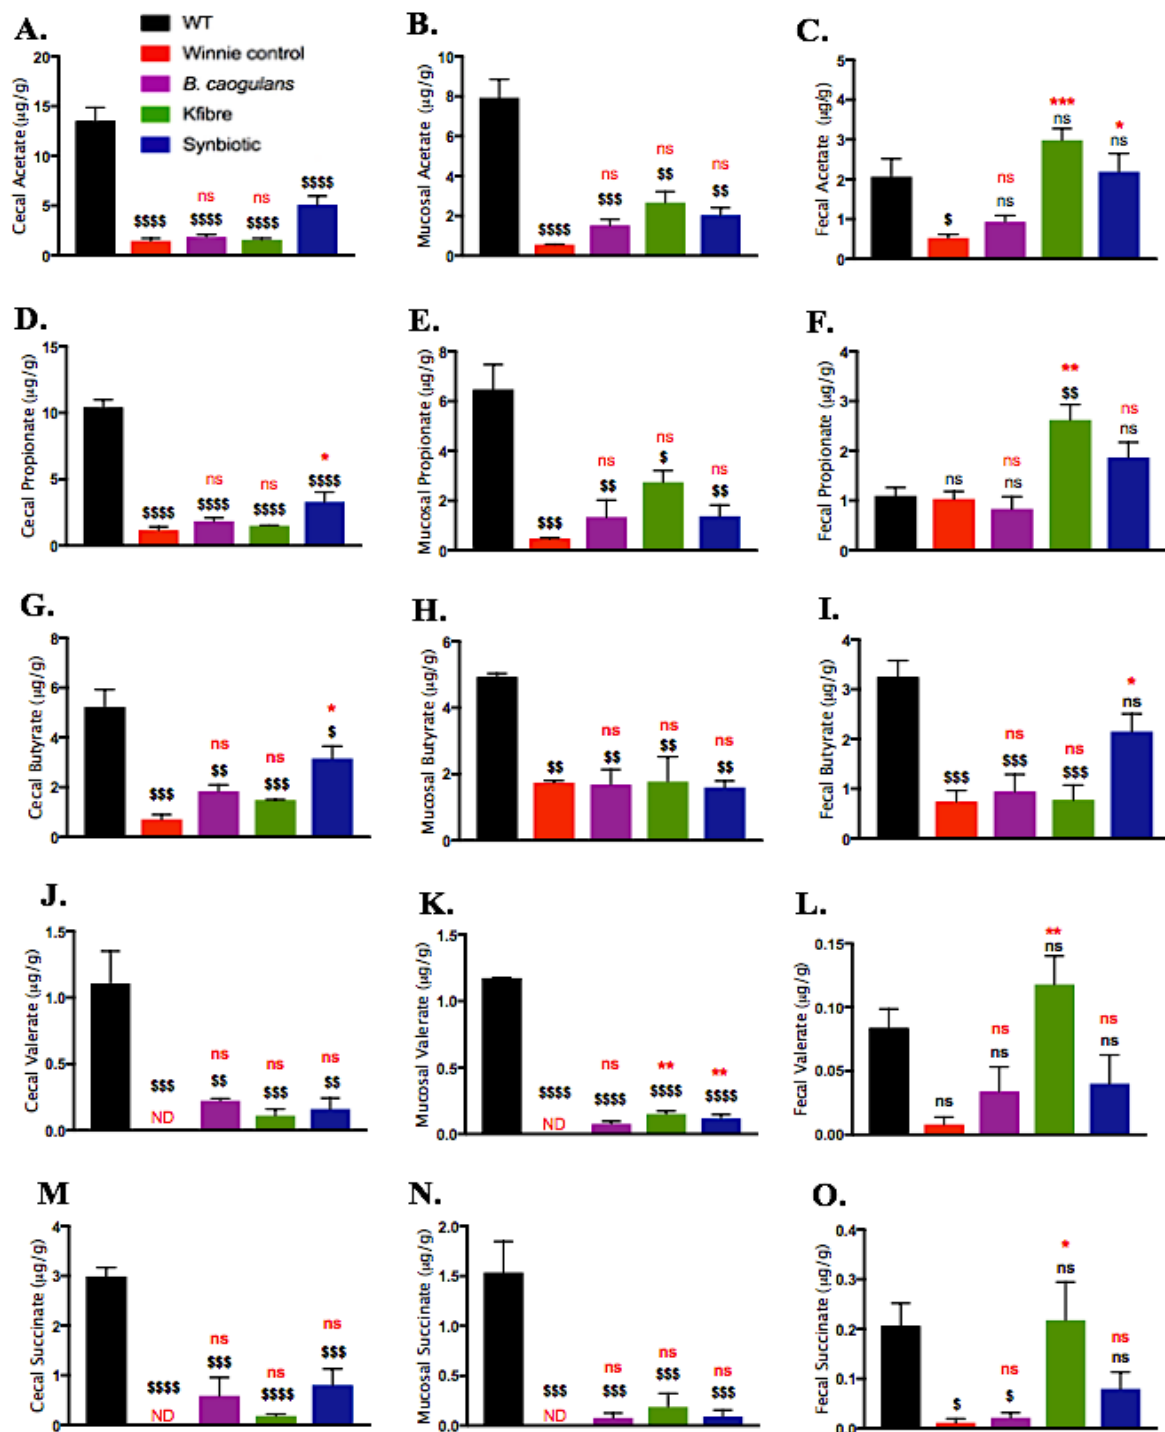 A.
WT
Winnie control
B. caogulans
Kfibre
Synbiotic
Cecal Acetate (µg/g)
20
15
10
5
0
$$$$
ns
$$$$
ns
$$$$
$$$$
B.
Mucosal Acetate (µg/g)
10
8
6
4
2
0
$$$$
ns
$$$
ns
$$
ns
$$
C.
Fecal Acetate (µg/g)
5
4
3
2
1
0
$
ns
ns
***
ns
*
ns
D.
Cecal Propionate (µg/g)
15
10
5
0
$$$$
ns
$$$$
ns
$$$$
*
$$$$
E.
Mucosal Propionate (µg/g)
8
6
4
2
0
$$$
ns
$$
ns
$
ns
$$
F.
Fecal Propionate (µg/g)
4
3
2
1
0
ns
ns
ns
**
$$
ns
ns
G.
Cecal Butyrate (µg/g)
8
6
4
2
0
$$$
ns
$$
ns
$$$
*
$
H.
Mucosal Butyrate (µg/g)
6
4
2
0
$$
ns
$$
ns
$$
ns
$$
I.
Fecal Butyrate (µg/g)
4
3
2
1
0
$$$
ns
$$$
ns
$$$
*
ns
J.
Cecal Valerate (µg/g)
1.5
1.0
0.5
0.0
$$$
ND
ns
$$
ns
$$$
ns
$$
K.
Mucosal Valerate (µg/g)
1.5
1.0
0.5
0.0
$$$$
ND
ns
$$$$
**
$$$$
**
$$$$
L.
Fecal Valerate (µg/g)
0.15
0.10
0.05
0.00
ns
ns
ns
**
ns
ns
ns
M
Cecal Succinate (µg/g)
4
3
2
1
0
$$$$
ND
ns
$$$
ns
$$$$
ns
$$$
N.
Mucosal Succinate (µg/g)
2.0
1.5
1.0
0.5
0.0
$$$
ND
ns
$$$
ns
$$$
ns
$$$
O.
Fecal Succinate (µg/g)
0.4
0.3
0.2
0.1
0.0
$
ns
$
*
ns
ns
ns